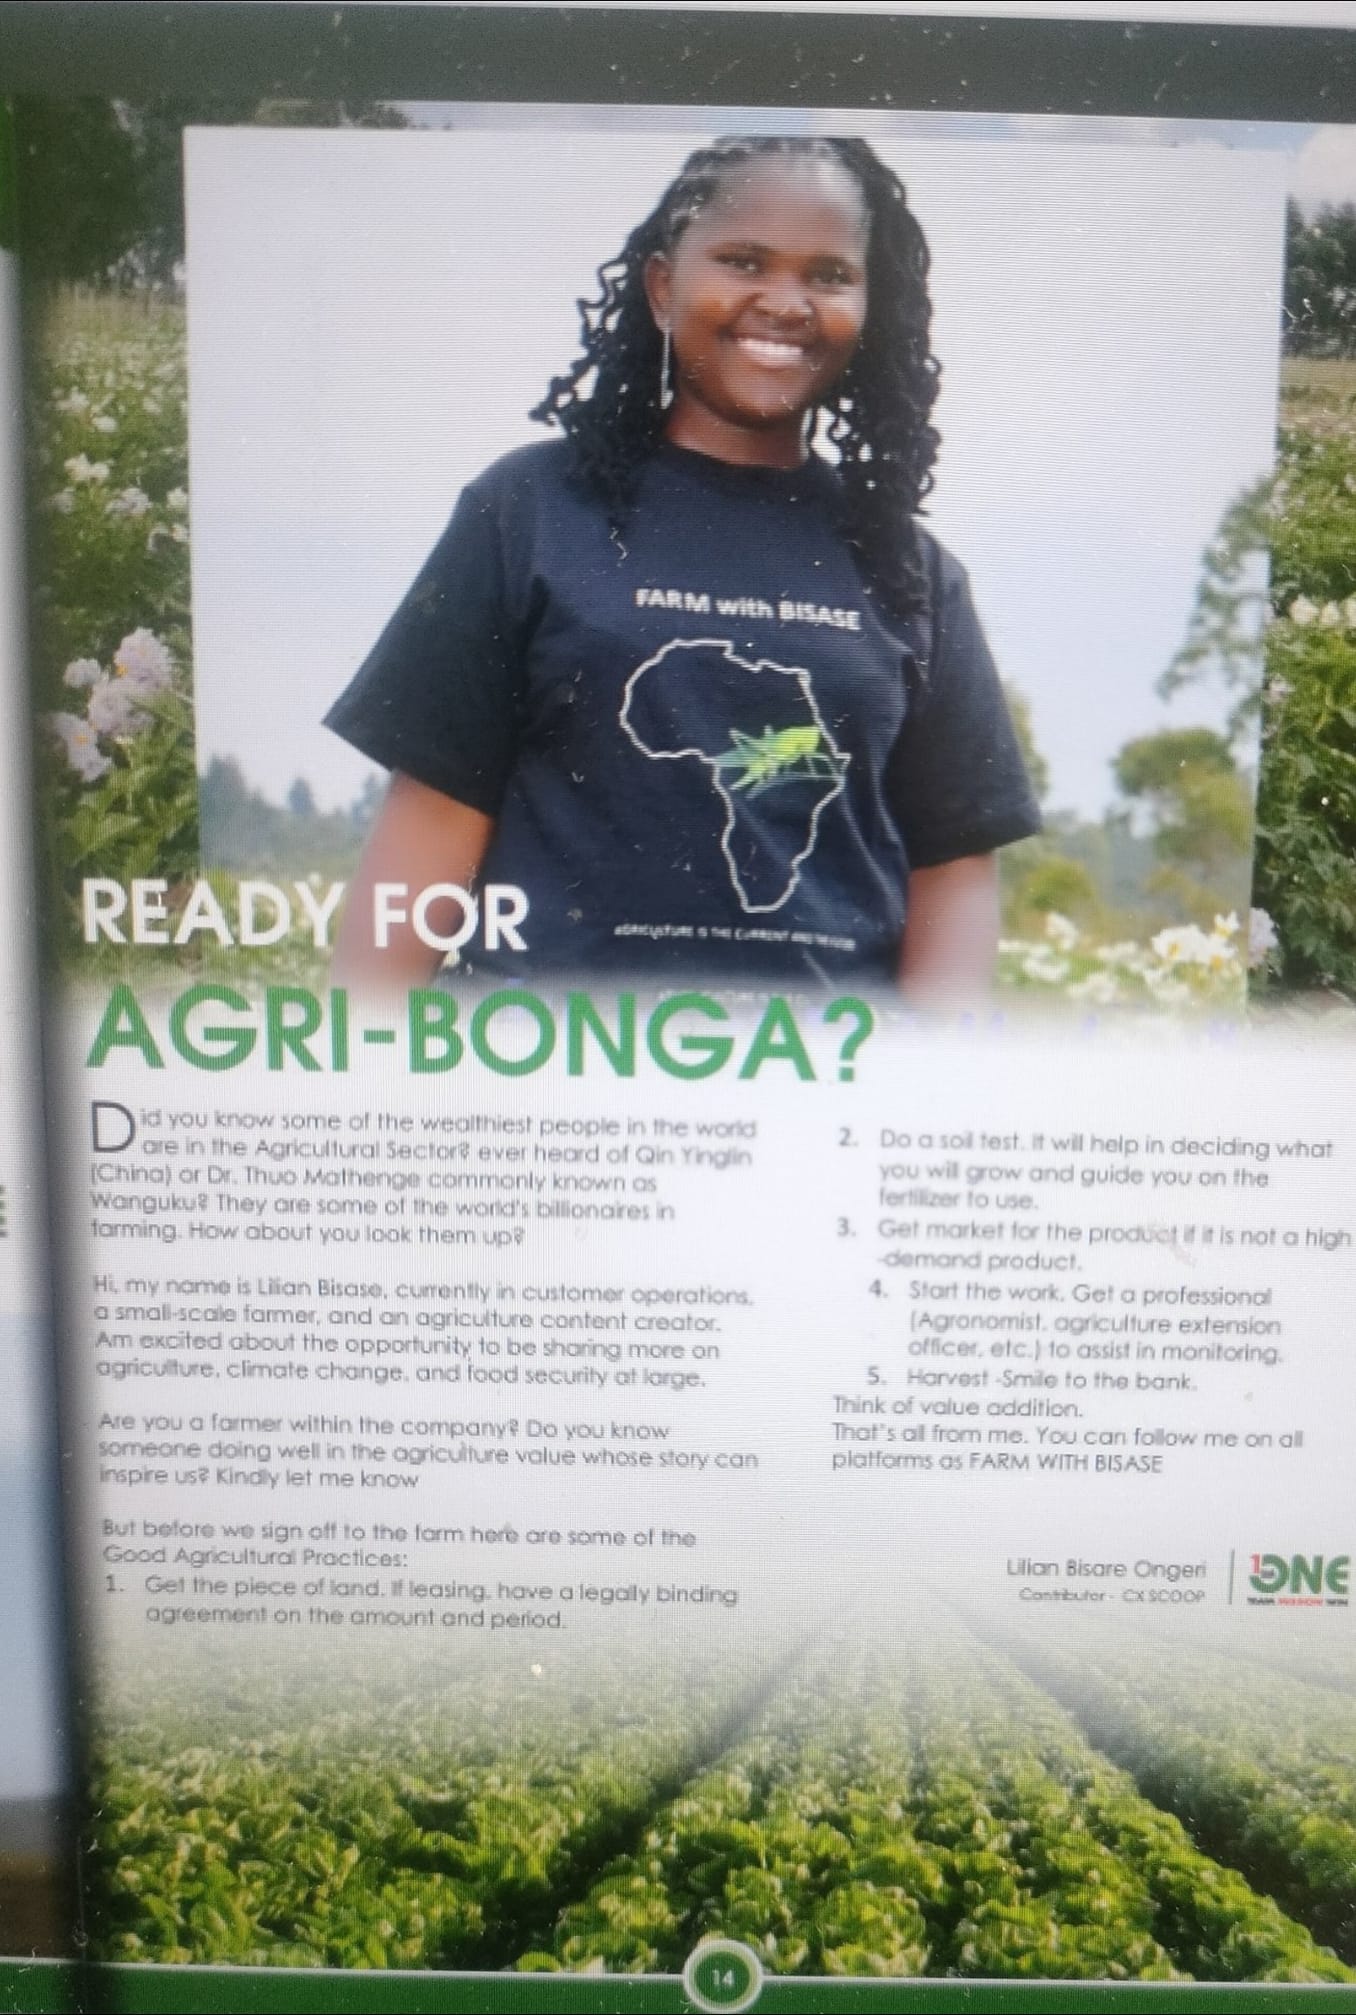 FARM with BISASE
READY FOR
AGRI-BONGA?
Did you know some of the wealthiest people in the world
are in the Agricultural Sector? ever heard of Qin Yinglin
(China) or Dr. Thuo Mathenge commonly known as
Wanguku? They are some of the world's billionaires in
farming. How about you look them up?
Hi, my name is Lilian Bisase, currently in customer operations,
a small-scale farmer, and an agriculture content creator.
Am excited about the opportunity to be sharing more on
agriculture, climate change, and food security at large.
Are you a farmer within the company? Do you know
someone doing well in the agriculture value whose story can
inspire us? Kindly let me know
But before we sign off to the farm here are some of the
Good Agricultural Practices:
1. Get the piece of land. If leasing, have a legally binding
agreement on the amount and period.
2. Do a soil test. It will help in deciding what
you will grow and guide you on the
fertilizer to use.
3. Get market for the product if it is not a high
-demand product.
4. Start the work. Get a professional
(Agronomist, agriculture extension
officer, etc.) to assist in monitoring.
5. Harvest -Smile to the bank.
Think of value addition.
That's all from me. You can follow me on all
platforms as FARM WITH BISASE
Lilian Bisare Ongeri
Contributor - CX SCOOP
ONE
14